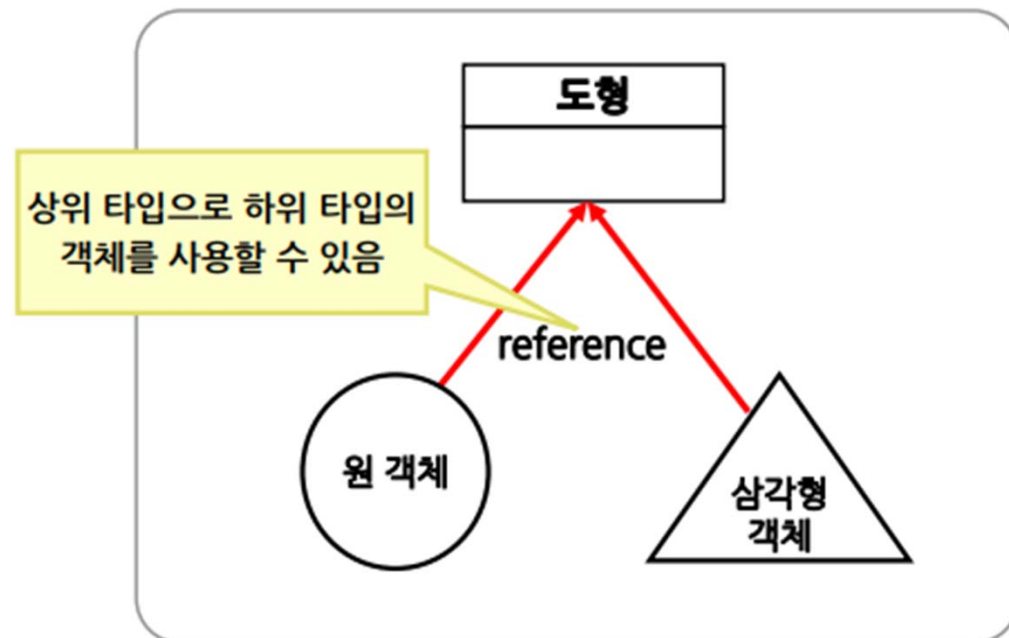 도형
상위 타입으로 하위 타입의
객체를 사용할 수 있음
reference
원 객체
삼각형
객체